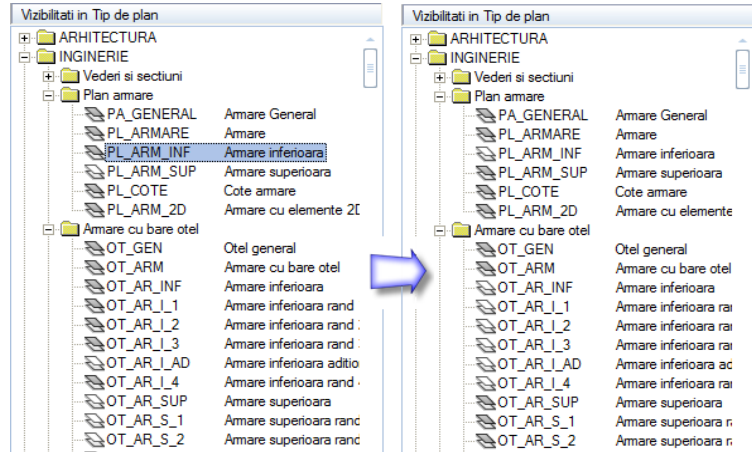 Vizibilitati in Tip de plan
ARHITECTURA
INGINERIE
Vederi si sectiuni
Plan armare
PA_GENERAL Armare General
PL_ARMARE Armare
PL_ARM_INF Armare inferioara
PL_ARM_SUP Armare superioara
PL_COTE Cote armare
PL_ARM_2D Armare cu elemente 2D
Armare cu bare otel
OT_GEN Otel general
OT_ARM Armare cu bare otel
OT_AR_INF Armare inferioara
OT_AR_I_1 Armare inferioara rand
OT_AR_I_2 Armare inferioara rand
OT_AR_I_3 Armare inferioara rand
OT_AR_I_AD Armare inferioara aditio
OT_AR_I_4 Armare inferioara rand
OT_AR_SUP Armare superioara
OT_AR_S_1 Armare superioara rand
OT_AR_S_2 Armare superioara rand
Vizibilitati in Tip de plan
ARHITECTURA
INGINERIE
Vederi si sectiuni
Plan armare
PA_GENERAL Armare General
PL_ARMARE Armare
PL_ARM_INF Armare inferioara
PL_ARM_SUP Armare superioara
PL_COTE Cote armare
PL_ARM_2D Armare cu elemente
Armare cu bare otel
OT_GEN Otel general
OT_ARM Armare cu bare otel
OT_AR_INF Armare inferioara
OT_AR_I_1 Armare inferioara rar
OT_AR_I_2 Armare inferioara rar
OT_AR_I_3 Armare inferioara rar
OT_AR_I_AD Armare inferioara ad
OT_AR_I_4 Armare inferioara rar
OT_AR_SUP Armare superioara
OT_AR_S_1 Armare superioara r
OT_AR_S_2 Armare superioara r